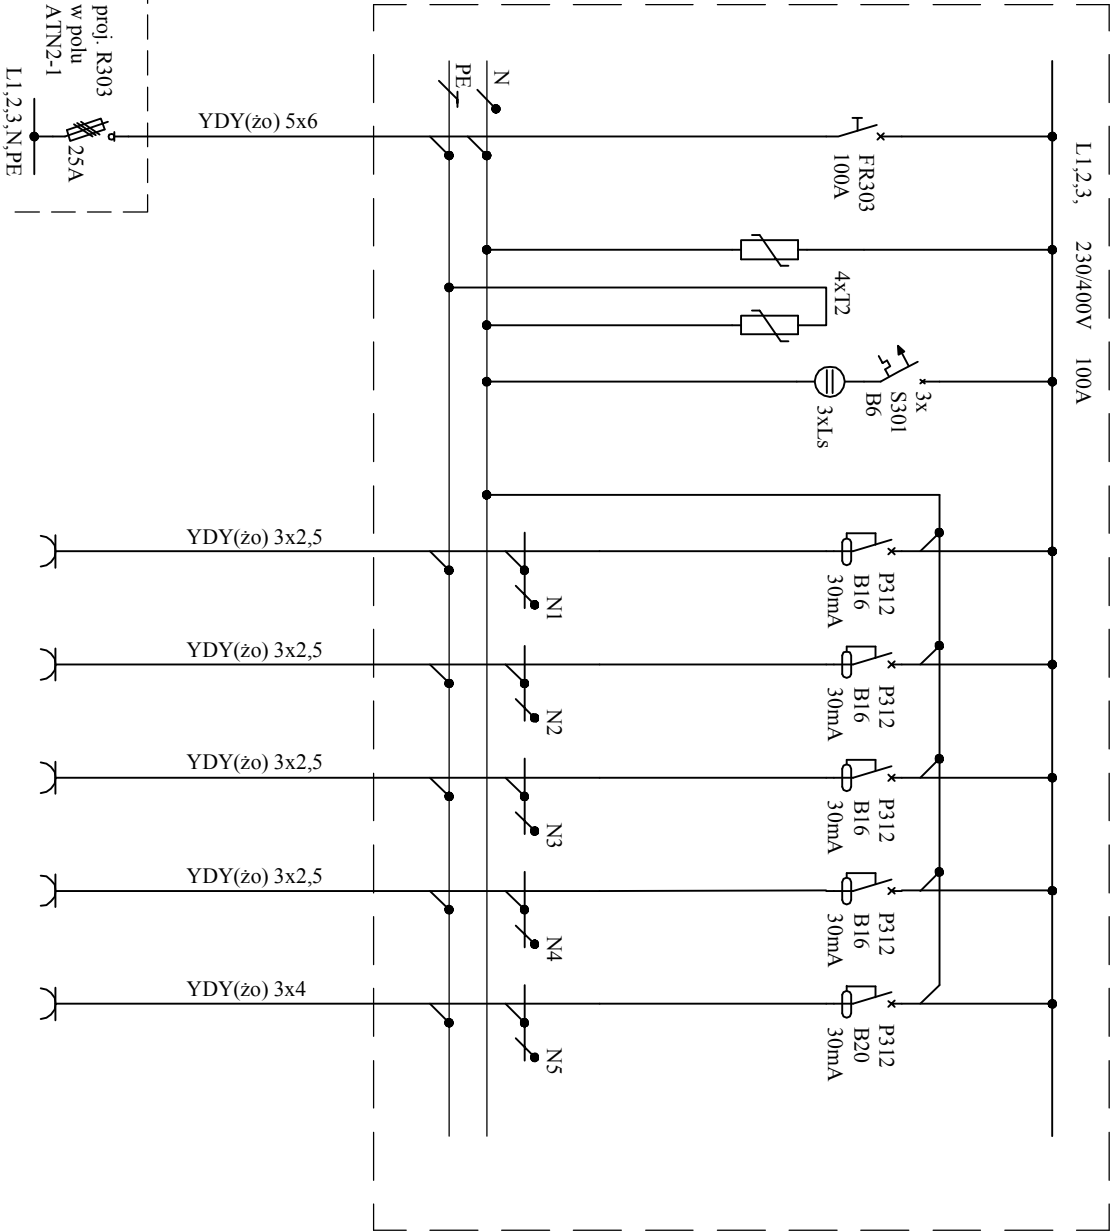 L1,2,3, 230/400V 100A
proj. R303
w polu
ATN2-1
L1,2,3,N,PE
25A
YDY(żo) 5x6
PE
N
FR303
100A
4xT2
3x
S301
B6
3xLs
YDY(żo) 3x2,5
N1
P312
B16
30mA
YDY(żo) 3x2,5
N2
P312
B16
30mA
YDY(żo) 3x2,5
N3
P312
B16
30mA
YDY(żo) 3x2,5
N4
P312
B16
30mA
YDY(żo) 3x4
N5
P312
B20
30mA